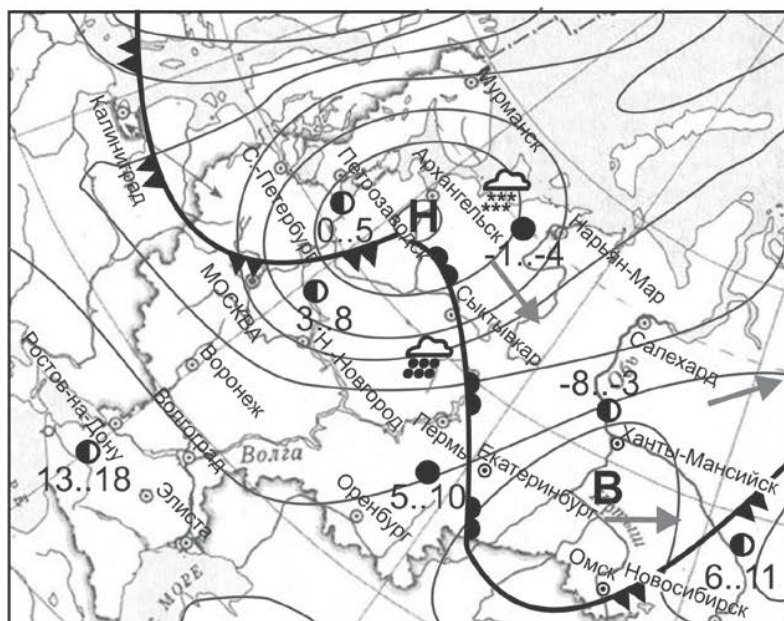 Мурманск
Калининград
С.-Петербург
Петрозаводск
Архангельск
Н
0..5
-1..-4
Нарьян-Мар
МОСКВА
3..8
Сыктывкар
Салехард
Обь
Ростов-на-Дону
Воронеж
Н. Новгород
-8..-3
Волгоград
Волга
Пермь
Ханты-Мансийск
13..18
Элиста
Оренбург
5..10
Екатеринбург
В
Иртыш
6..11
МОРЕ
Омск
Новосибирск